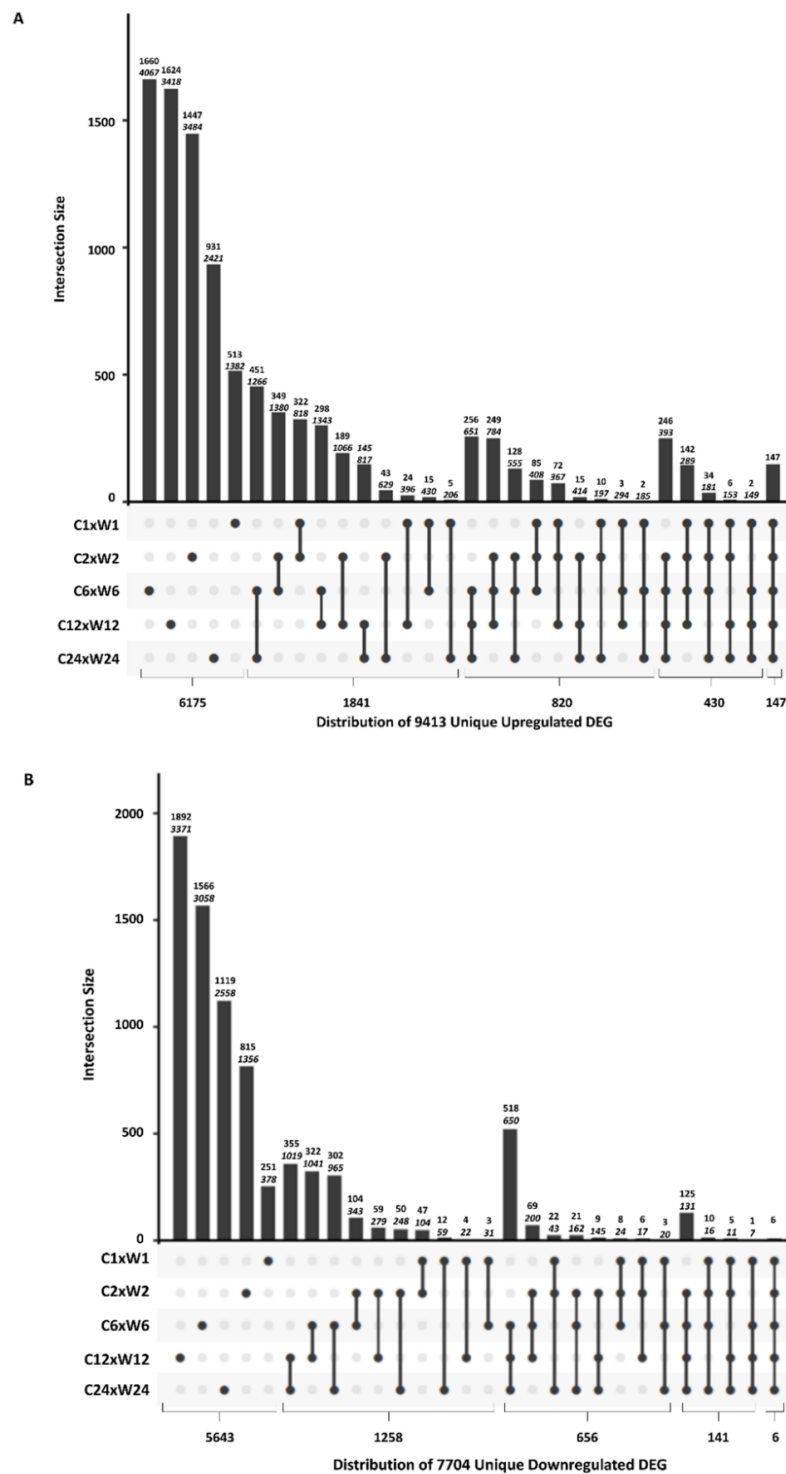 A
1660 1624 1447 931 513 451 349 322 298 189 145 43 24 15 5 256 249 128 85 72 15 10 3 2 246 142 34 6 2 147
4067 3418 3484 2421 1382 1266 1380 818 1343 1066 817 629 396 430 206 651 784 555 408 367 414 197 294 185 393 289 181 153 149
1500
1000
500
0
Intersection Size
C1xW1
C2xW2
C6xW6
C12xW12
C24xW24
6175 1841 820 430 147
Distribution of 9413 Unique Upregulated DEG
B
1892 1566 1119 815 251 355 322 302 104 59 50 47 12 4 3 518 69 22 21 9 8 6 3 125 10 5 1 6
3371 3058 2558 1356 378 1019 1041 965 343 279 248 104 59 22 31 650 200 43 162 145 24 17 20 131 16 11 7
2000
1500
1000
500
0
Intersection Size
C1xW1
C2xW2
C6xW6
C12xW12
C24xW24
5643 1258 656 141 6
Distribution of 7704 Unique Downregulated DEG